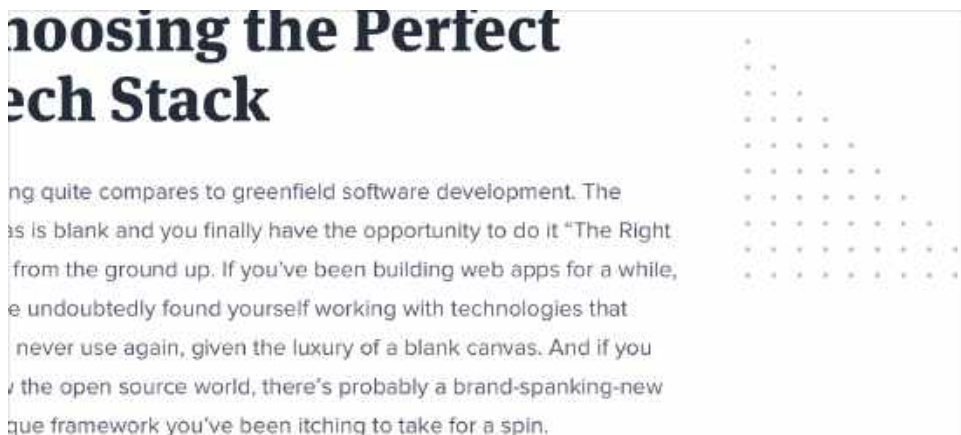 hoosing the Perfect
ech Stack
ng quite compares to greenfield software development. The
as is blank and you finally have the opportunity to do it “The Right
from the ground up. If you’ve been building web apps for a while,
e undoubtedly found yourself working with technologies that
never use again, given the luxury of a blank canvas. And if you
the open source world, there’s probably a brand-spanking-new
que framework you’ve been itching to take for a spin.